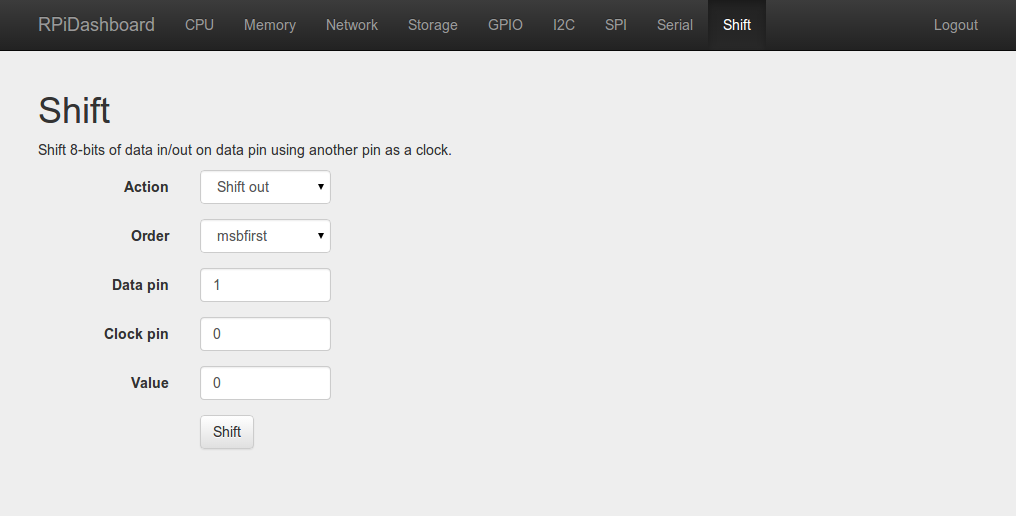 RPiDashboard CPU Memory Network Storage GPIO I2C SPI Serial Shift Logout
Shift
Shift 8-bits of data in/out on data pin using another pin as a clock.
Action Shift out
Order msbfirst
Data pin 1
Clock pin 0
Value 0
Shift